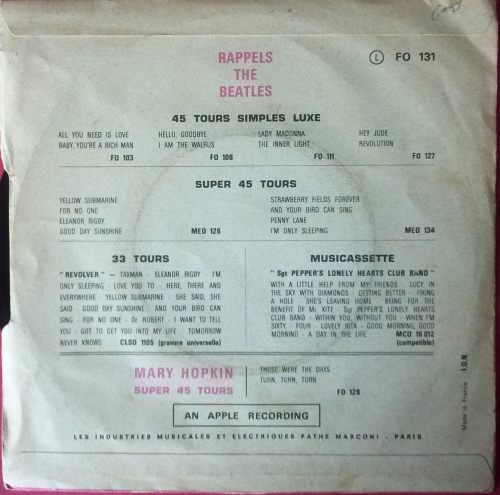 RAPPELS
THE
BEATLES
Ⓛ FO 131
45 TOURS SIMPLES LUXE
ALL YOU NEED IS LOVE
BABY, YOU'RE A RICH MAN
FO 103
HELLO, GOODBYE
I AM THE WALRUS
FO 106
LADY MADONNA
THE INNER LIGHT
FO 111
HEY JUDE
REVOLUTION
FO 127
SUPER 45 TOURS
YELLOW SUBMARINE
FOR NO ONE
ELEANOR RIGBY
GOOD DAY SUNSHINE
MEO 126
STRAWBERRY FIELDS FOREVER
AND YOUR BIRD CAN SING
PENNY LANE
I'M ONLY SLEEPING
MEO 134
33 TOURS
" REVOLVER " - TAXMAN - ELEANOR RIGBY - I'M
ONLY SLEEPING - LOVE YOU TO - HERE, THERE AND
EVERYWHERE - YELLOW SUBMARINE - SHE SAID, SHE
SAID - GOOD DAY SUNSHINE - AND YOUR BIRD CAN
SING - FOR NO ONE - Dr. ROBERT - I WANT TO TELL
YOU - GOT TO GET YOU INTO MY LIFE - TOMORROW
NEVER KNOWS CLSO 1105 (gravure universelle)
MUSICASSETTE
" Sgt PEPPER'S LONELY HEARTS CLUB BAND "
WITH A LITTLE HELP FROM MY FRIENDS - LUCY IN
THE SKY WITH DIAMONDS - GETTING BETTER - FIXING
A HOLE - SHE'S LEAVING HOME - BEING FOR THE
BENEFIT OF Mr. KITE - Sgt PEPPER'S LONELY HEARTS
CLUB BAND - WITHIN YOU, WITHOUT YOU - WHEN I'M
SIXTY - FOUR - LOVELY RITA - GOOD MORNING, GOOD
MORNING - A DAY IN THE LIFE MCO 16 012
(compatible)
MARY HOPKIN
SUPER 45 TOURS
THOSE WERE THE DAYS
TURN, TURN, TURN
FO 129
AN APPLE RECORDING
LES INDUSTRIES MUSICALES ET ELECTRIQUES PATHE MARCONI - PARIS
Made in France I.D.N.